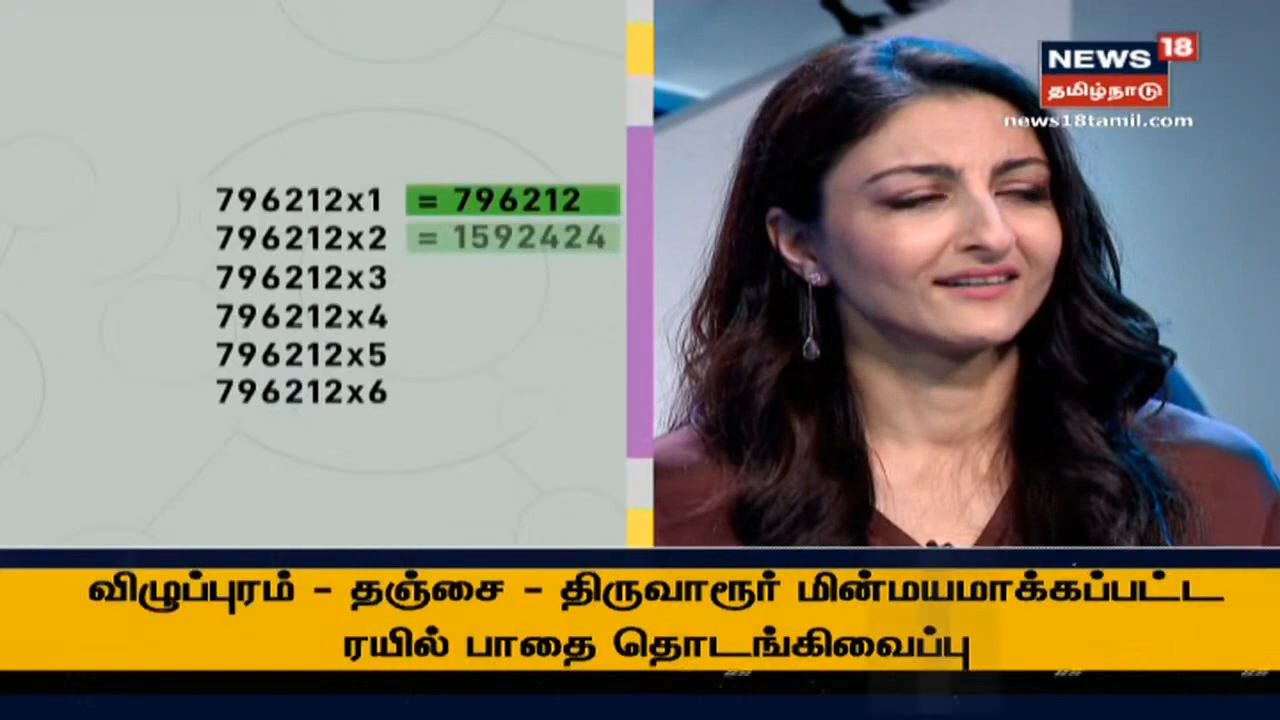 NEWS 18
தமிழ்நாடு
news18tamil.com
796212x1 = 796212
796212x2 = 1592424
796212x3
796212x4
796212x5
796212x6
விழுப்புரம் - தஞ்சை - திருவாரூர் மின்மயமாக்கப்பட்ட
ரயில் பாதை தொடங்கிவைப்பு